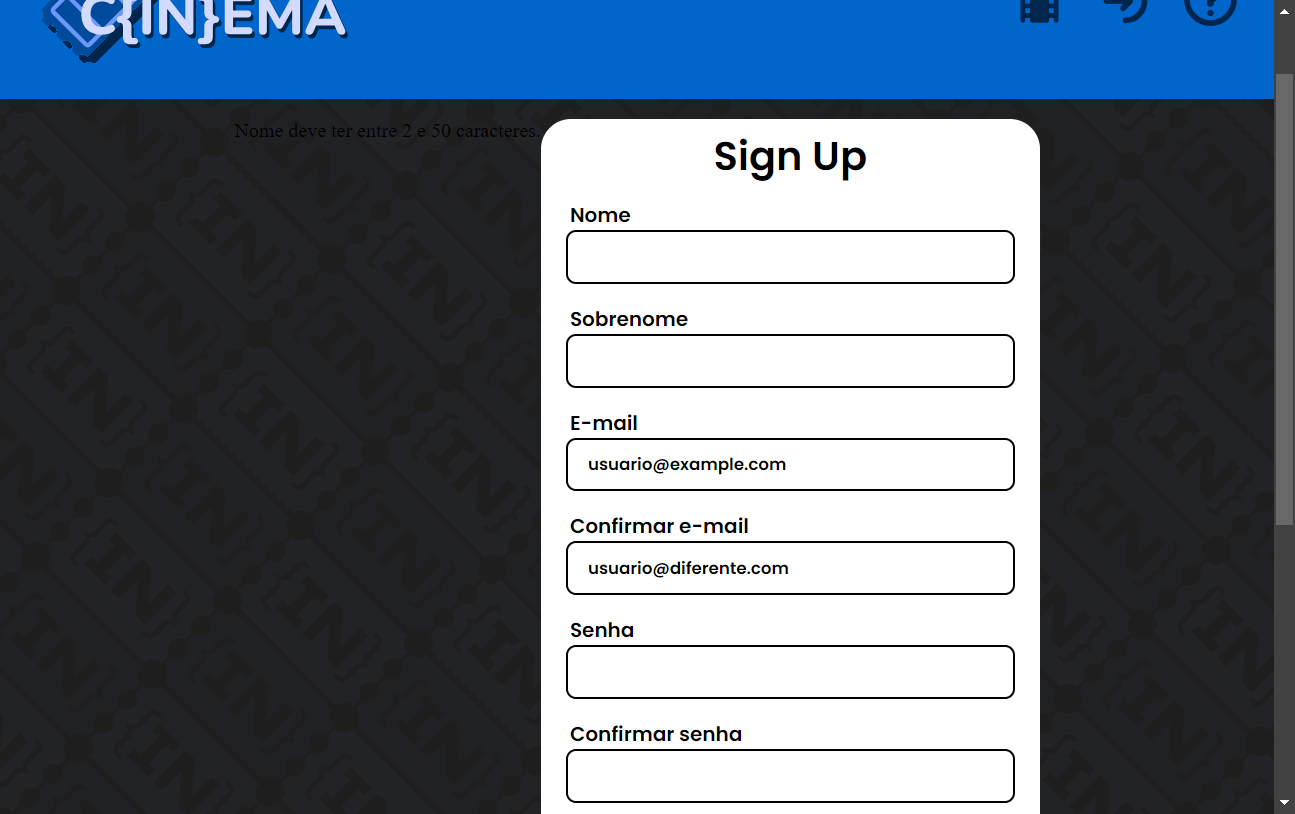 C{IN}EMA
Nome deve ter entre 2 e 50 caracteres.
Sign Up
Nome
Sobrenome
E-mail
usuario@example.com
Confirmar e-mail
usuario@diferente.com
Senha
Confirmar senha